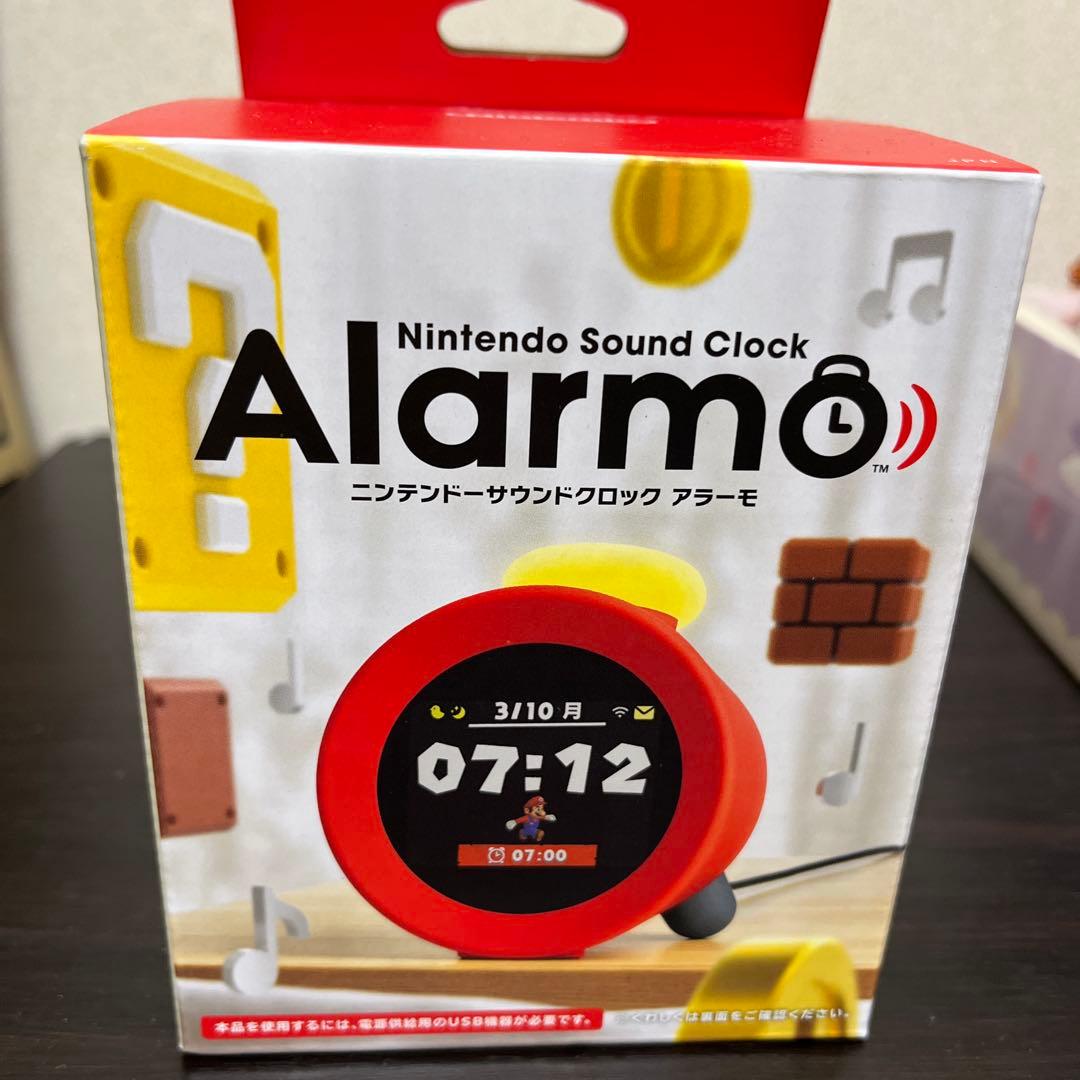 JPN
Nintendo Sound Clock
Alarmo
TM
ニンテンドーサウンドクロック アラーモ
3/10 月
07:12
07:00
本品を使用するには、電源供給用のUSB機器が必要です。 ※くわしくは裏面をご確認ください。